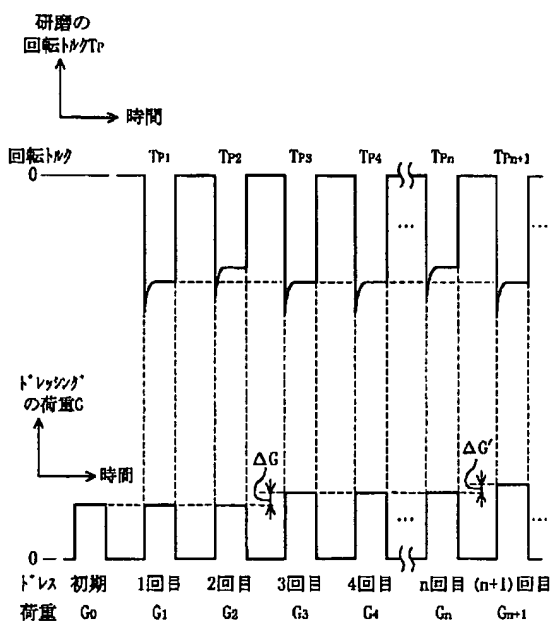 研磨の
回転トルクTP
時間
回転トルク TP1 TP2 TP3 TP4 TPn TPn+1
0
... ...
ドレッシング
の荷重G
時間
ΔG ΔG′
... ...
0
ドレス 初期 1回目 2回目 3回目 4回目 n回目 (n+1)回目
荷重 G0 G1 G2 G3 G4 Gn Gn+1